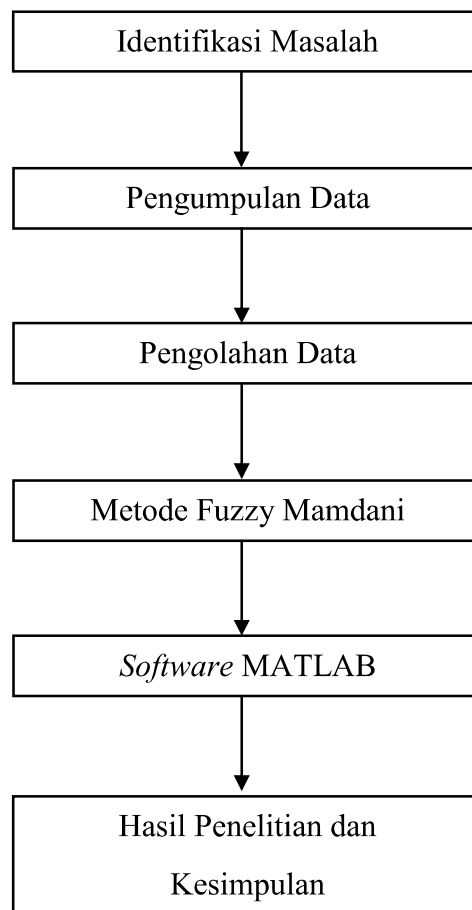 Identifikasi Masalah
Pengumpulan Data
Pengolahan Data
Metode Fuzzy Mamdani
Software MATLAB
Hasil Penelitian dan
Kesimpulan